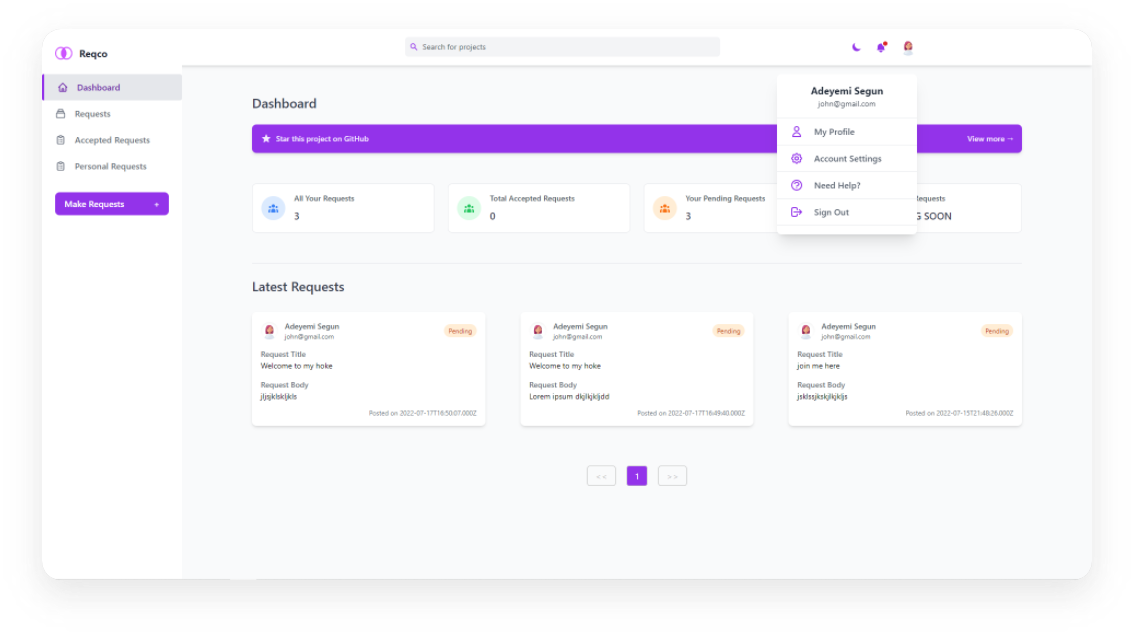 Reqco
Search for projects
Dashboard
Requests
Accepted Requests
Personal Requests
Make Requests +
Adeyemi Segun
john@gmail.com
My Profile
Account Settings
Need Help?
Sign Out
Dashboard
Star this project on GitHub
View more →
All Your Requests
3
Total Accepted Requests
0
Your Pending Requests
3
Requests
SOON
Latest Requests
Adeyemi Segun
john@gmail.com
Pending
Request Title
Welcome to my hoke
Request Body
Posted on 2022-07-17T16:50:07.000Z
Adeyemi Segun
john@gmail.com
Pending
Request Title
Welcome to my hoke
Request Body
Lorem ipsum
Posted on 2022-07-17T16:49:40.000Z
Adeyemi Segun
john@gmail.com
Pending
Request Title
join me here
Request Body
Posted on 2022-07-15T21:48:26.000Z
<< 1 >>